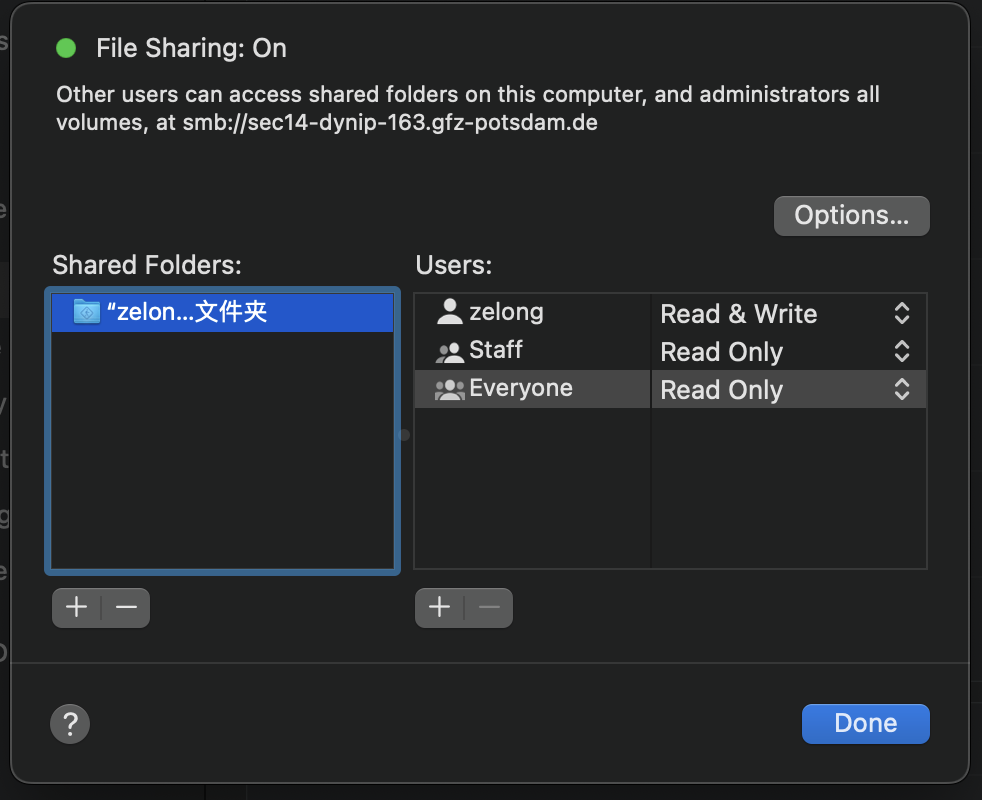 File Sharing: On
Other users can access shared folders on this computer, and administrators all
volumes, at smb://sec14-dynip-163.gfz-potsdam.de
Options...
Shared Folders:
Users:
“zelon...文件夹
zelong
Read & Write
Staff
Read Only
Everyone
Read Only
?
Done